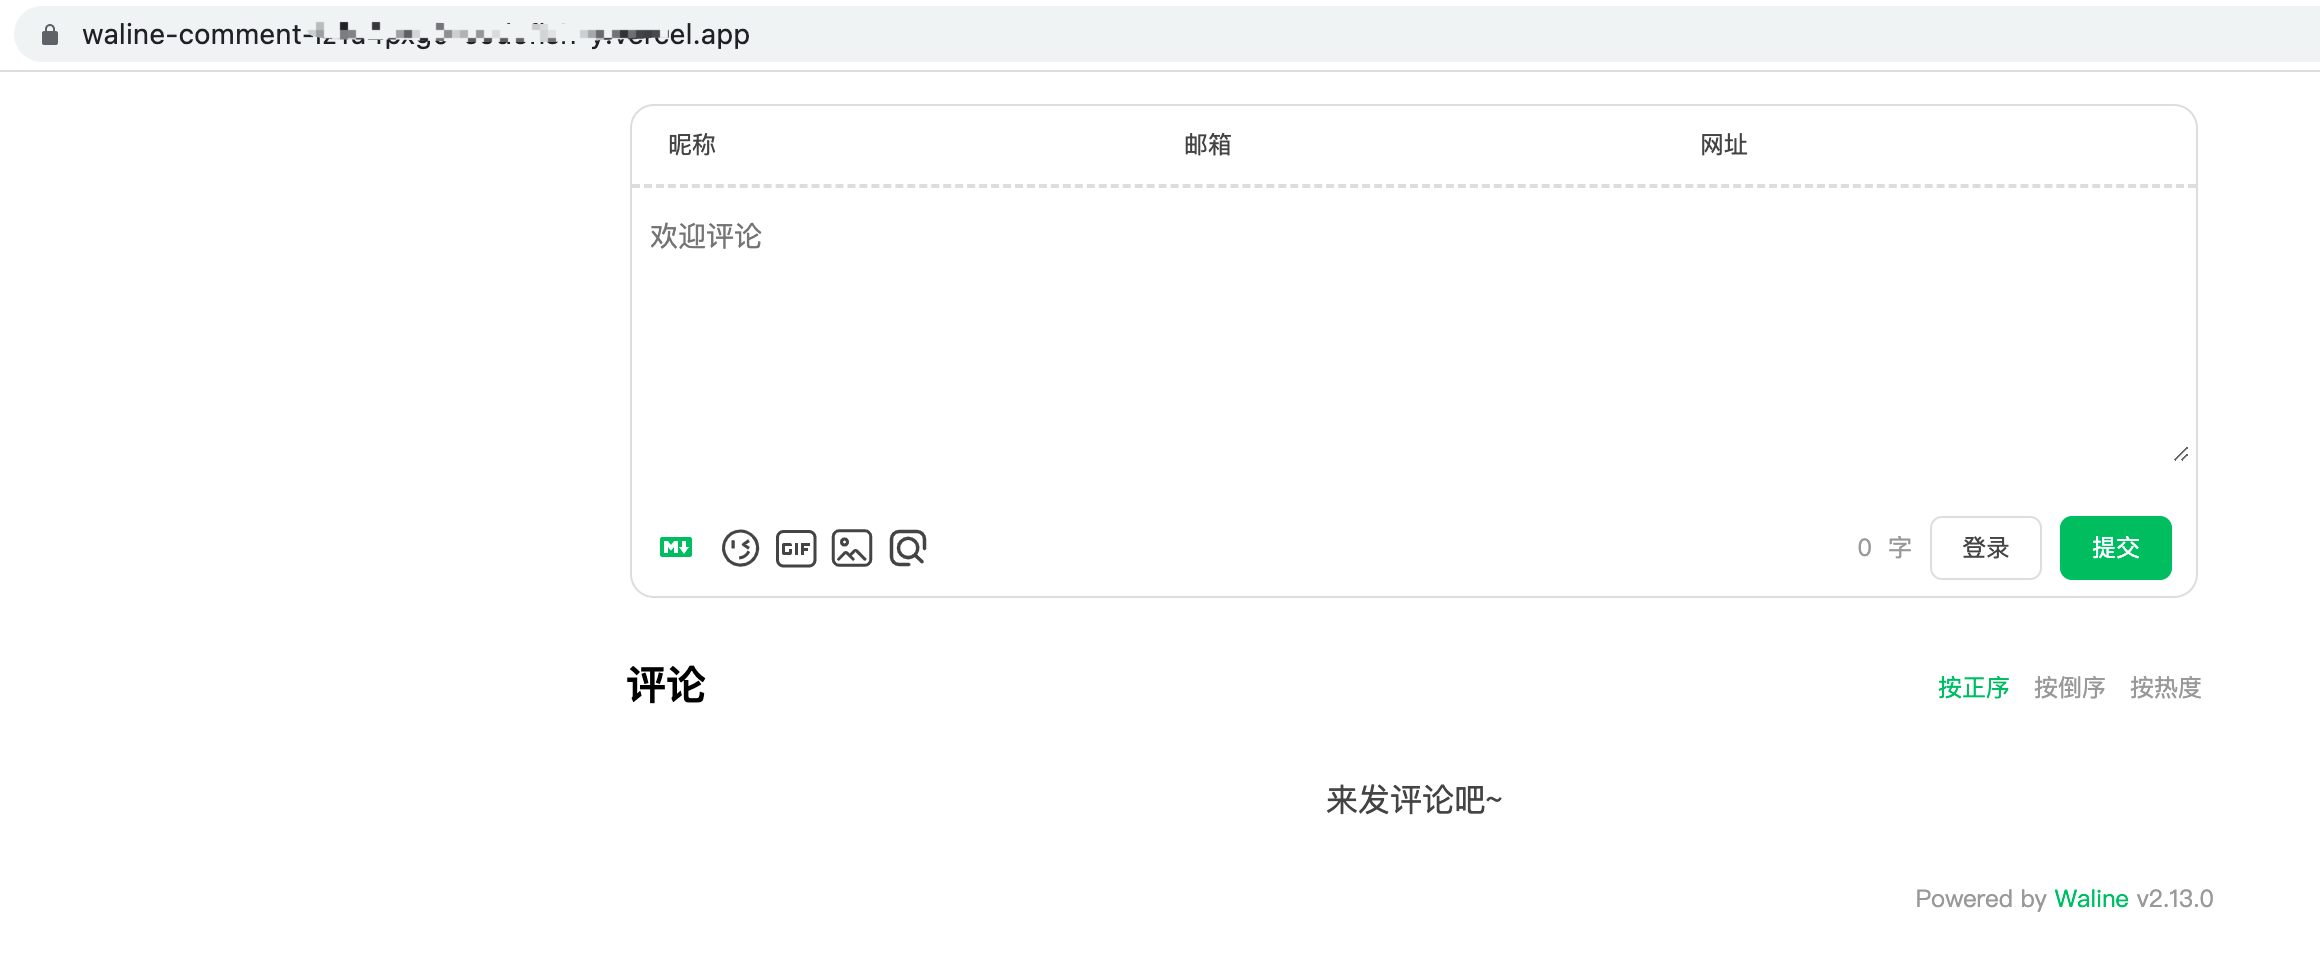 waline-comment- .vercel.app
昵称 邮箱 网址
欢迎评论
M GIF 0 字 登录 提交
评论 按正序 按倒序 按热度
来发评论吧~
Powered by Waline v2.13.0